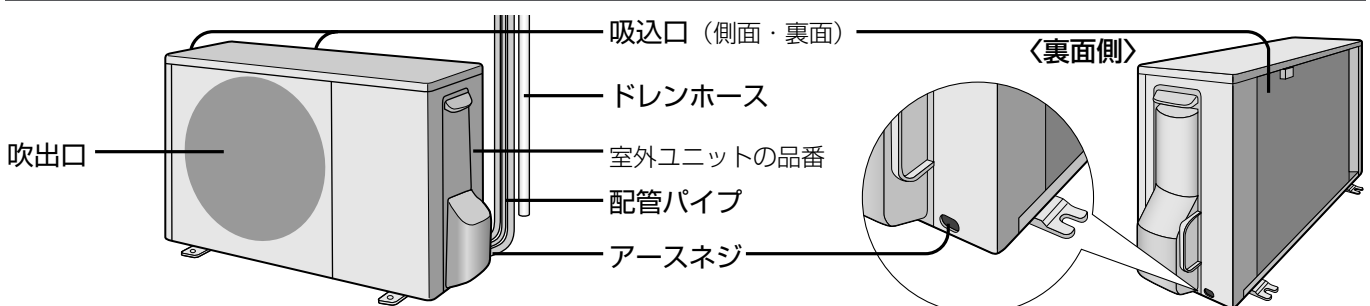 吸込口（側面・裏面）
〈裏面側〉
ドレンホース
吹出口
室外ユニットの品番
配管パイプ
アースネジ